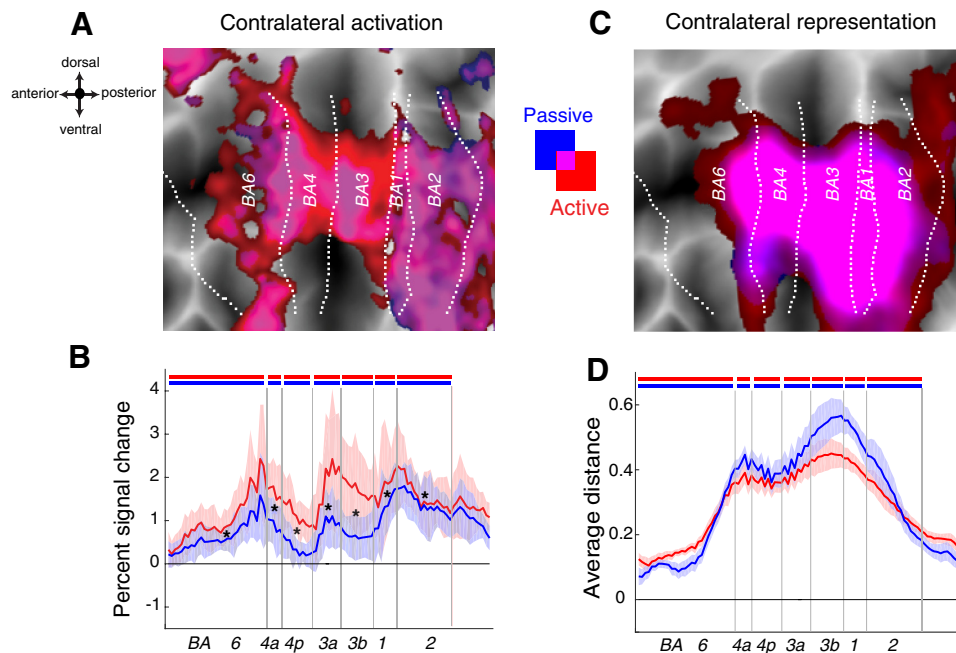 A
Contralateral activation
dorsal
anterior
posterior
ventral
BA6
BA4
BA3
BA1
BA2
C
Contralateral representation
Passive
Active
BA6
BA4
BA3
BA1
BA2
B
Percent signal change
4
3
2
1
0
-1
* * * * * * *
BA 6 4a 4p 3a 3b 1 2
D
Average distance
0.6
0.4
0.2
0
BA 6 4a 4p 3a 3b 1 2